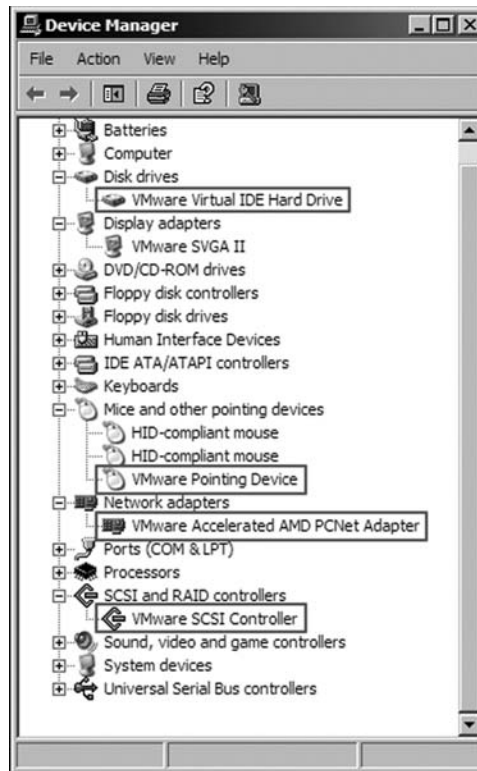 Device Manager
File Action View Help
Batteries
Computer
Disk drives
VMware Virtual IDE Hard Drive
Display adapters
VMware SVGA II
DVD/CD-ROM drives
Floppy disk controllers
Floppy disk drives
Human Interface Devices
IDE ATA/ATAPI controllers
Keyboards
Mice and other pointing devices
HID-compliant mouse
HID-compliant mouse
VMware Pointing Device
Network adapters
VMware Accelerated AMD PCNet Adapter
Ports (COM & LPT)
Processors
SCSI and RAID controllers
VMware SCSI Controller
Sound, video and game controllers
System devices
Universal Serial Bus controllers